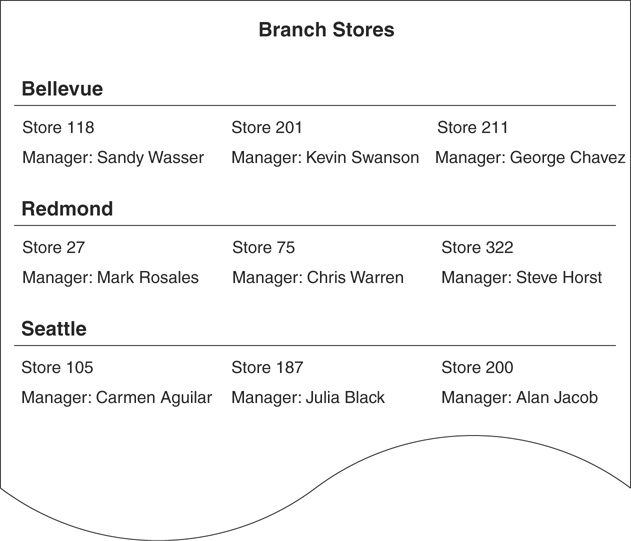 Branch Stores
Bellevue
Store 118 Store 201 Store 211
Manager: Sandy Wasser Manager: Kevin Swanson Manager: George Chavez
Redmond
Store 27 Store 75 Store 322
Manager: Mark Rosales Manager: Chris Warren Manager: Steve Horst
Seattle
Store 105 Store 187 Store 200
Manager: Carmen Aguilar Manager: Julia Black Manager: Alan Jacob